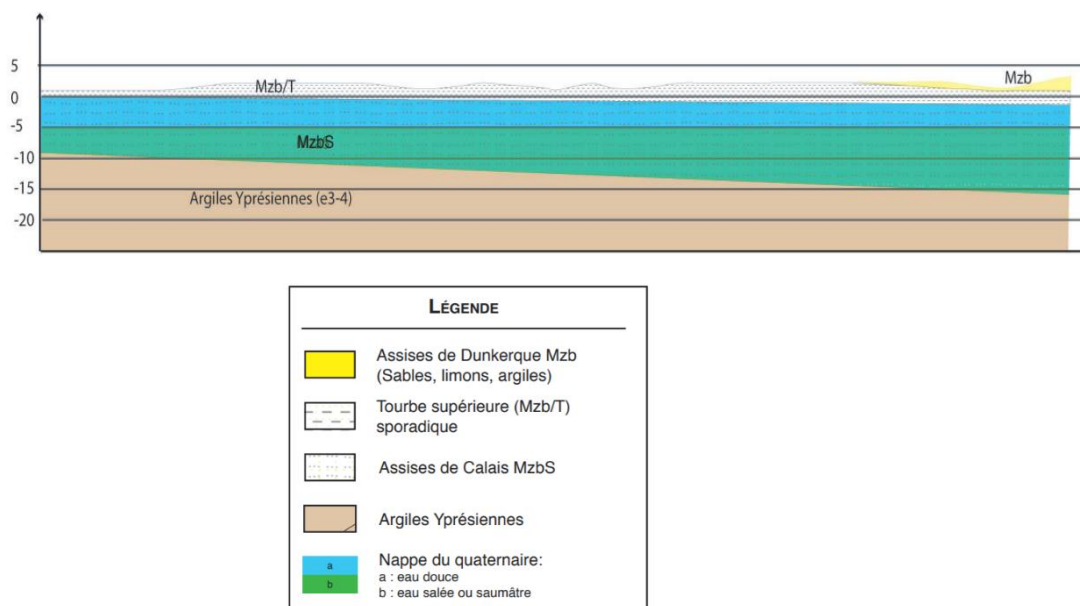 5
Mzb/T
Mzb
0
-5
MzbS
-10
-15
Argiles Yprésiennes (e3-4)
-20
LÉGENDE
Assises de Dunkerque Mzb
(Sables, limons, argiles)
Tourbe supérieure (Mzb/T)
sporadique
Assises de Calais MzbS
Argiles Yprésiennes
a
b
Nappe du quaternaire:
a : eau douce
b : eau salée ou saumâtre